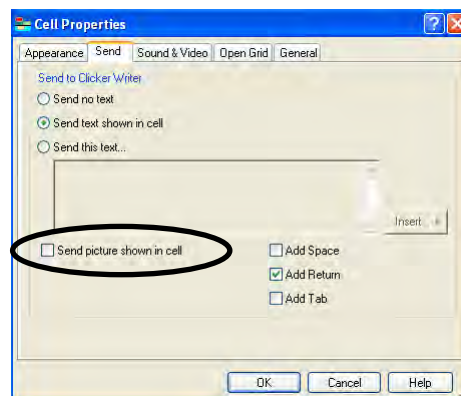 Cell Properties
Appearance Send Sound & Video Open Grid General
Send to Clicker Writer
Send no text
Send text shown in cell
Send this text...
Insert
Send picture shown in cell
Add Space
Add Return
Add Tab
OK Cancel Help